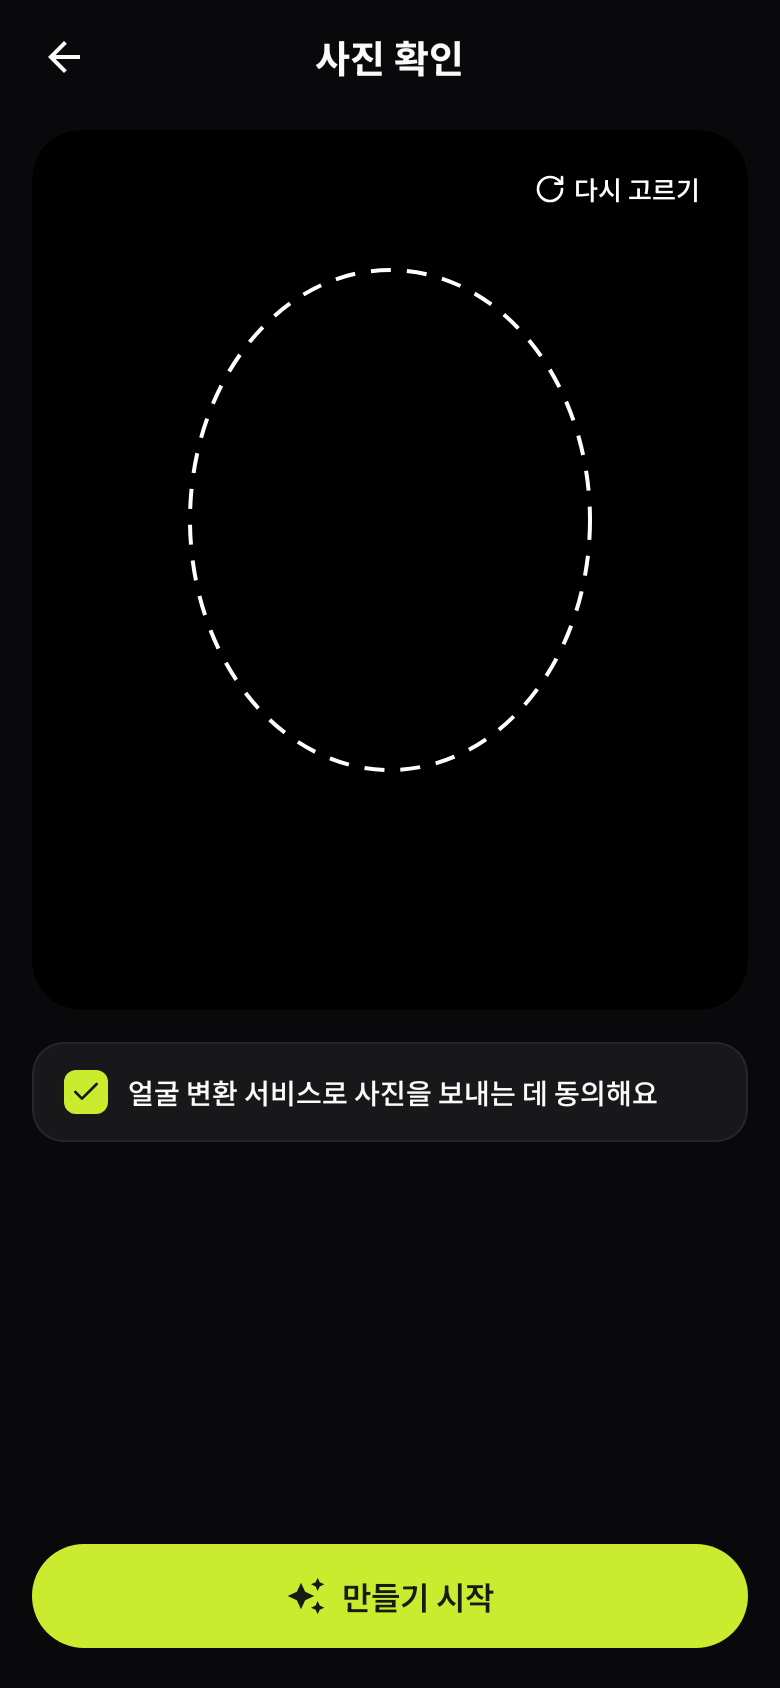 사진 확인
다시 고르기
얼굴 변환 서비스로 사진을 보내는 데 동의해요
만들기 시작